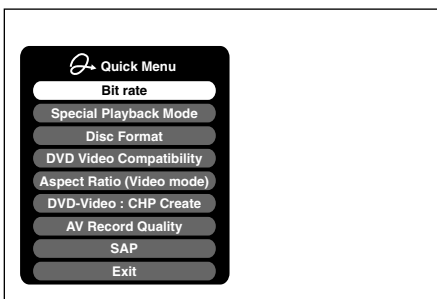 Quick Menu
Bit rate
Special Playback Mode
Disc Format
DVD Video Compatibility
Aspect Ratio (Video mode)
DVD-Video : CHP Create
AV Record Quality
SAP
Exit